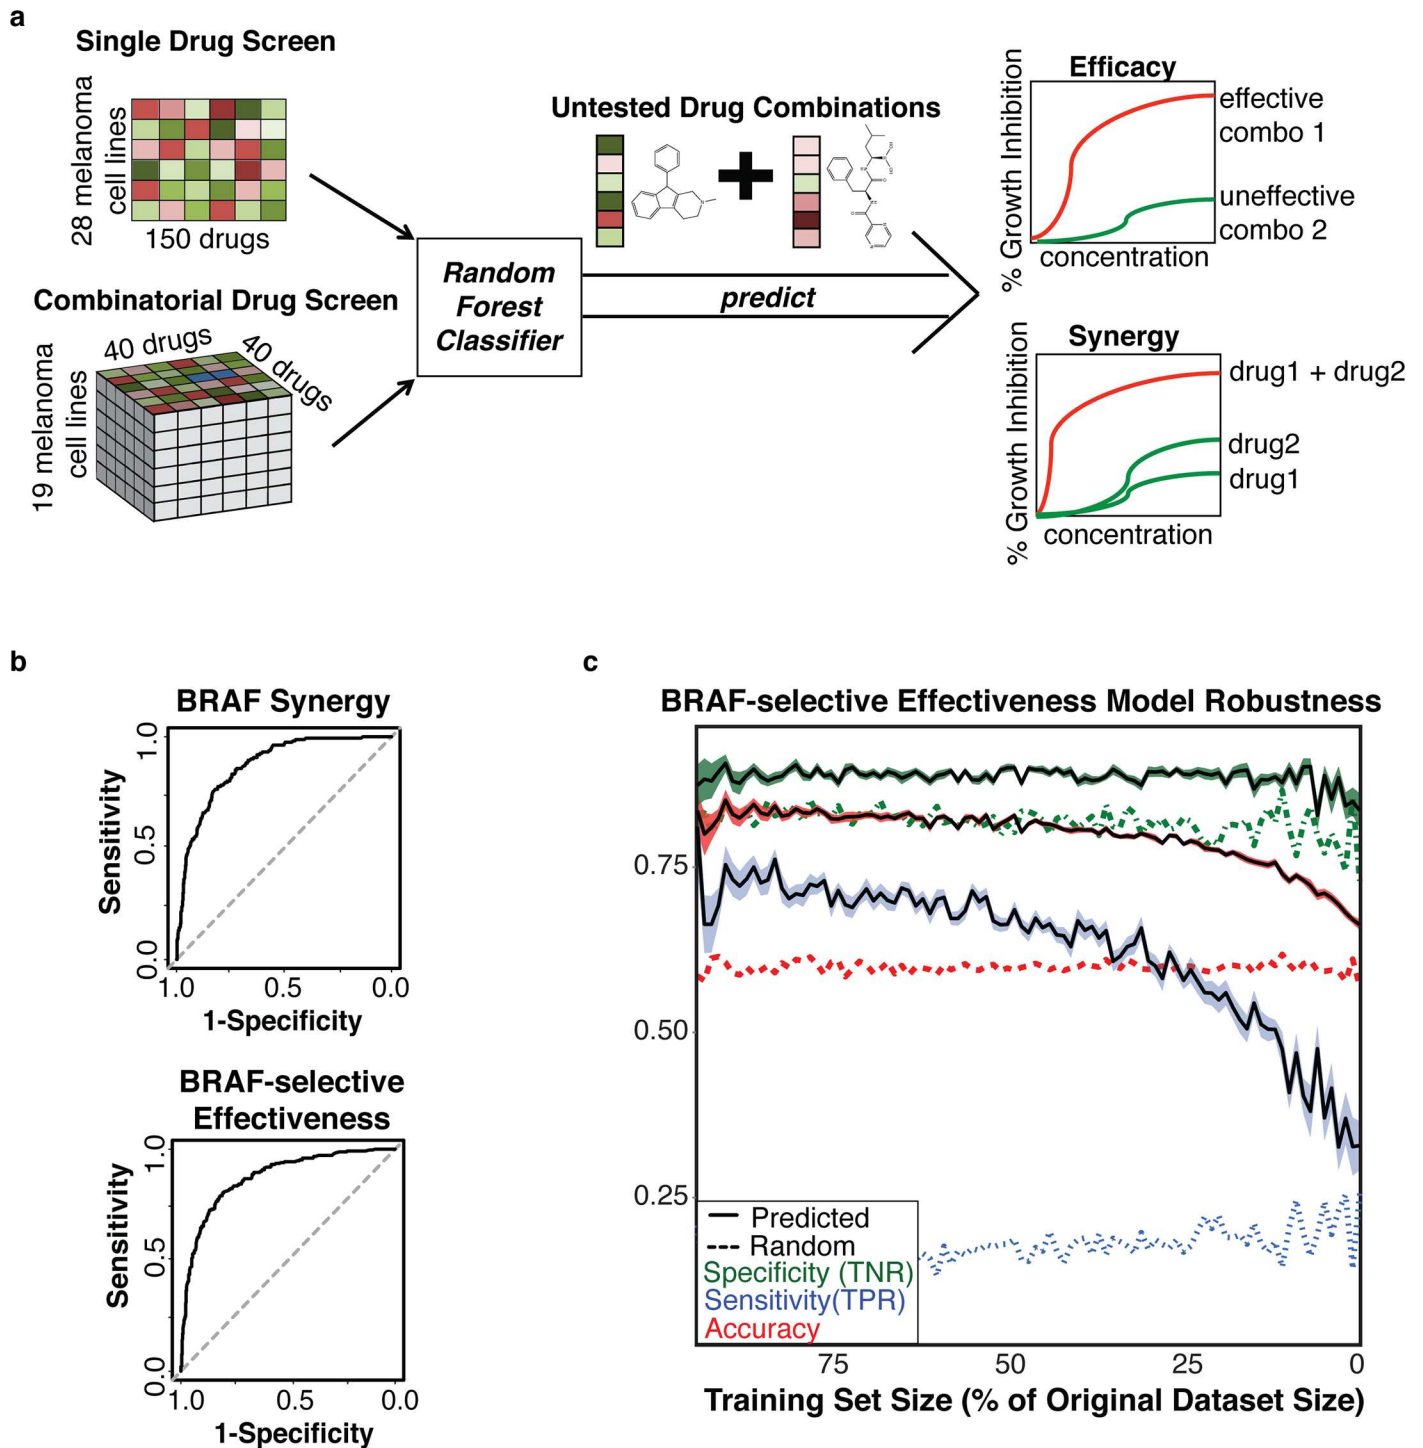 a
Single Drug Screen
28 melanoma
cell lines
150 drugs
Combinatorial Drug Screen
40 drugs
40 drugs
19 melanoma
cell lines
Random
Forest
Classifier
Untested Drug Combinations
predict
Efficacy
% Growth Inhibition
effective
combo 1
uneffective
combo 2
concentration
Synergy
% Growth Inhibition
drug1 + drug2
drug2
drug1
concentration
b
BRAF Synergy
Sensitivity
1.0
0.5
0.0
1.0 0.5 0.0
1-Specificity
BRAF-selective
Effectiveness
Sensitivity
1.0
0.5
0.0
1.0 0.5 0.0
1-Specificity
c
BRAF-selective Effectiveness Model Robustness
0.75
0.50
0.25
Predicted
Random
Specificity (TNR)
Sensitivity(TPR)
Accuracy
75 50 25 0
Training Set Size (% of Original Dataset Size)